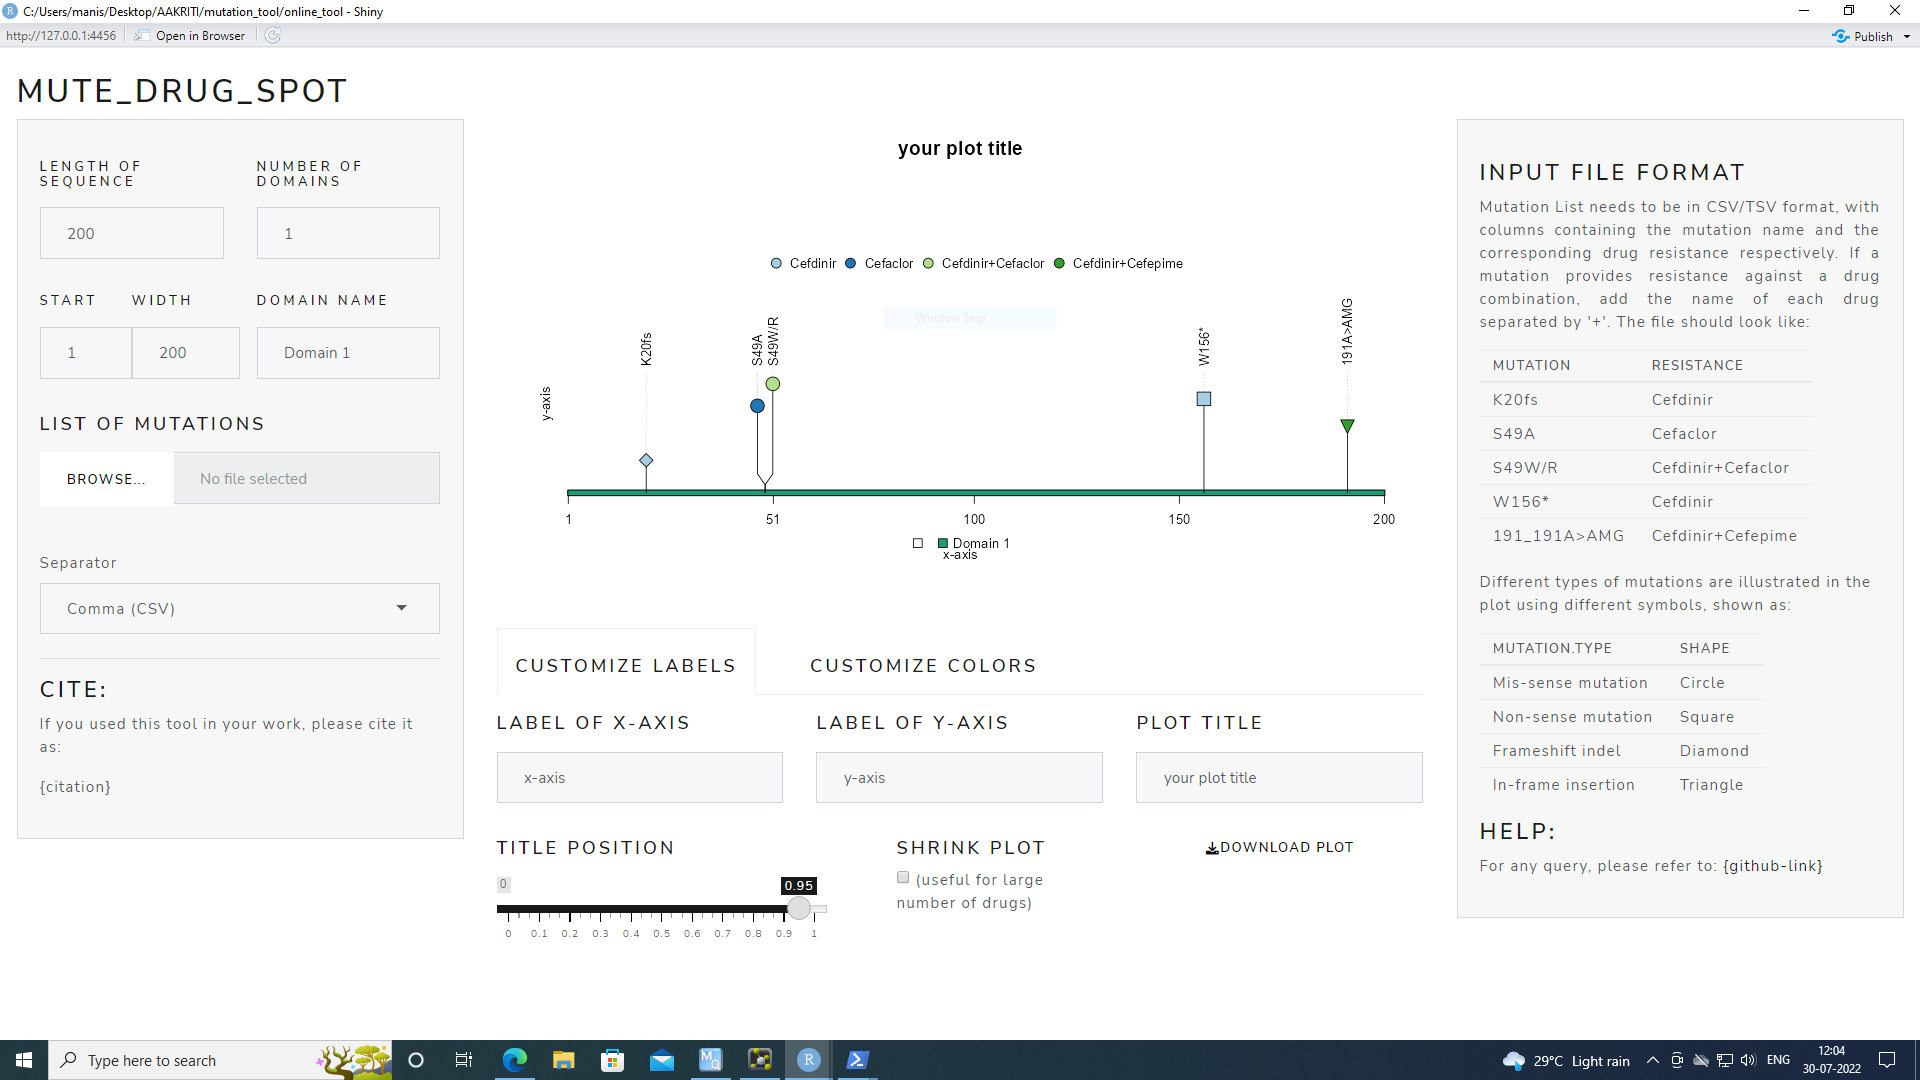 C:/Users/manis/Desktop/AAKRITI/mutation_tool/online_tool - Shiny
http://127.0.0.1:4456
Open in Browser
Publish
MUTE_DRUG_SPOT
LENGTH OF SEQUENCE
NUMBER OF DOMAINS
200
1
START
WIDTH
DOMAIN NAME
1
200
Domain 1
LIST OF MUTATIONS
BROWSE...
No file selected
Separator
Comma (CSV)
CITE:
If you used this tool in your work, please cite it
as:
{citation}
your plot title
Cefdinir
Cefaclor
Cefdinir+Cefaclor
Cefdinir+Cefepime
Window Snip
K20fs
S49A
S49W/R
W156*
191A>AMG
y-axis
1
51
100
150
200
Domain 1
x-axis
CUSTOMIZE LABELS
CUSTOMIZE COLORS
LABEL OF X-AXIS
LABEL OF Y-AXIS
PLOT TITLE
x-axis
y-axis
your plot title
TITLE POSITION
SHRINK PLOT
DOWNLOAD PLOT
0
0.95
0 0.1 0.2 0.3 0.4 0.5 0.6 0.7 0.8 0.9 1
(useful for large
number of drugs)
INPUT FILE FORMAT
Mutation List needs to be in CSV/TSV format, with
columns containing the mutation name and the
corresponding drug resistance respectively. If a
mutation provides resistance against a drug
combination, add the name of each drug
separated by '+'. The file should look like:
MUTATION RESISTANCE
K20fs Cefdinir
S49A Cefaclor
S49W/R Cefdinir+Cefaclor
W156* Cefdinir
191_191A>AMG Cefdinir+Cefepime
Different types of mutations are illustrated in the
plot using different symbols, shown as:
MUTATION.TYPE SHAPE
Mis-sense mutation Circle
Non-sense mutation Square
Frameshift indel Diamond
In-frame insertion Triangle
HELP:
For any query, please refer to: {github-link}
Type here to search
29°C Light rain
ENG
12:04
30-07-2022